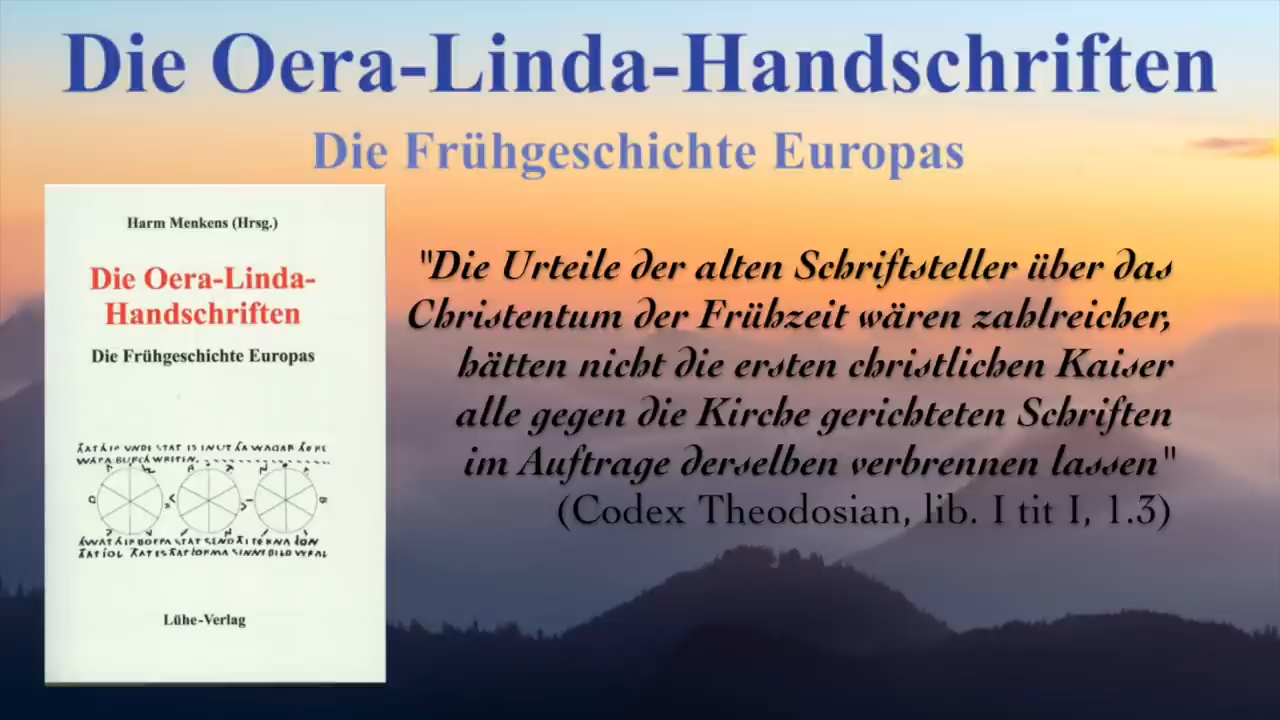 Die Oera-Linda-Handschriften
Die Frühgeschichte Europas
Harm Menkens (Hrsg.)
Die Oera-Linda-
Handschriften
Die Frühgeschichte Europas
Lühe-Verlag
"Die Urteile der alten Schriftsteller über das
Christentum der Frühzeit wären zahlreicher,
hätten nicht die ersten christlichen Kaiser
alle gegen die Kirche gerichteten Schriften
im Auftrage derselben verbrennen lassen"
(Codex Theodosian, lib. I tit I, 1.3)